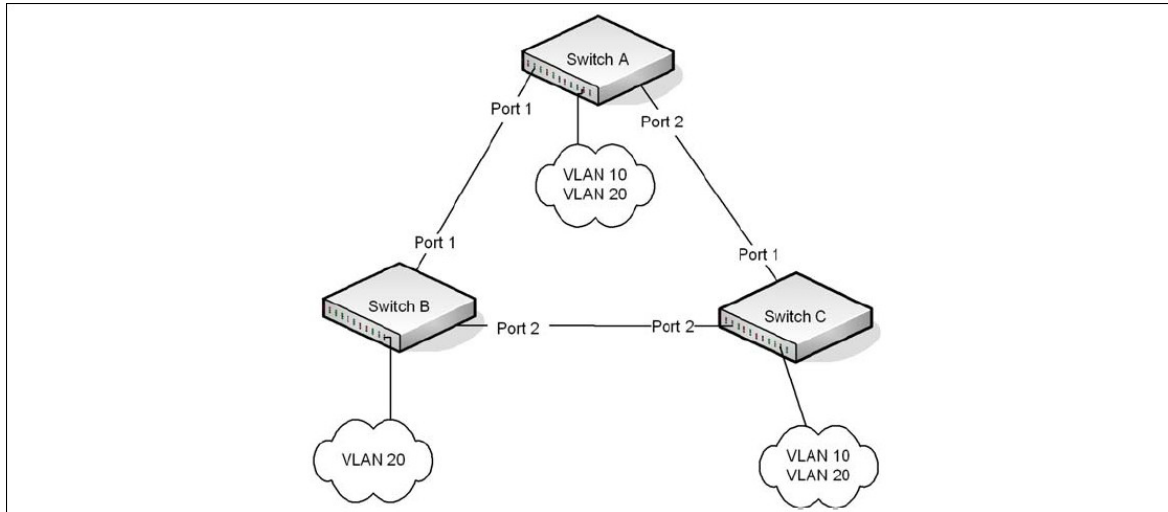 Switch A
Port 1
Port 2
VLAN 10
VLAN 20
Port 1
Port 1
Switch B
Switch C
Port 2
Port 2
VLAN 20
VLAN 10
VLAN 20